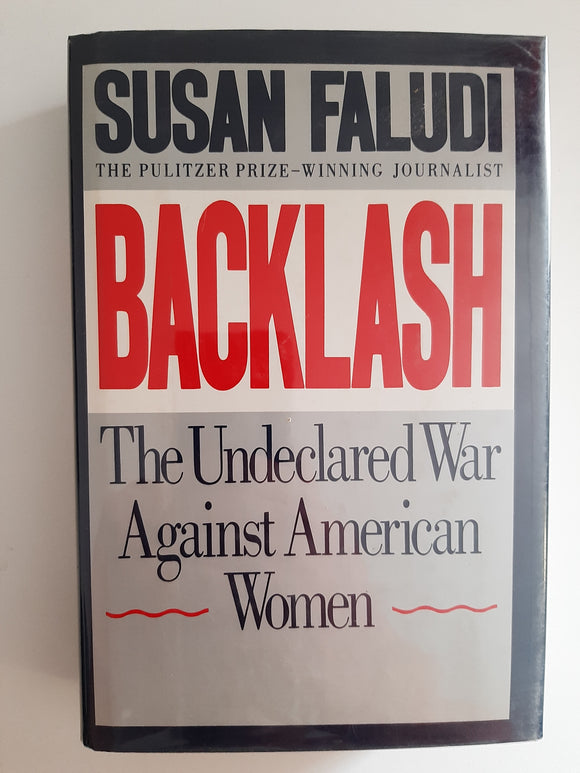 SUSAN FALUDI
THE PULITZER PRIZE–WINNING JOURNALIST
BACKLASH
The Undeclared War
Against American
Women